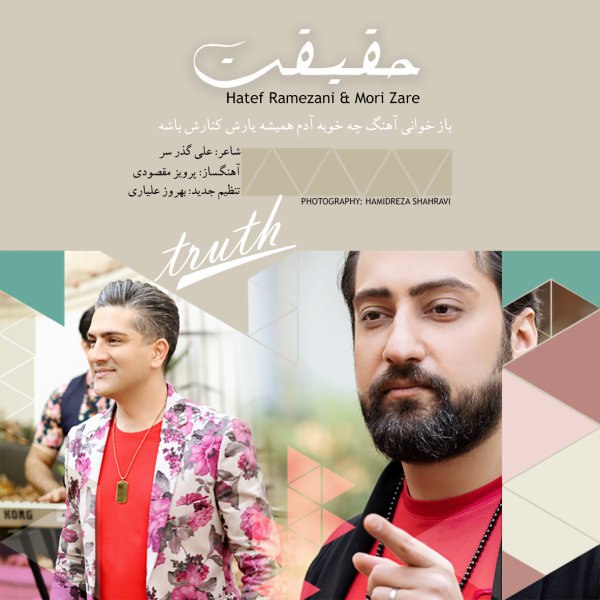 حقیقت
Hatef Ramezani & Mori Zare
باز خوانی آهنگ چه خوبه آدم همیشه یارش کنارش باشه
شاعر: علی گذر سر
آهنگساز: پرویز مقصودی
تنظیم جدید: بهروز علیاری
PHOTOGRAPHY: HAMIDREZA SHAHRAVI
truth
KORG